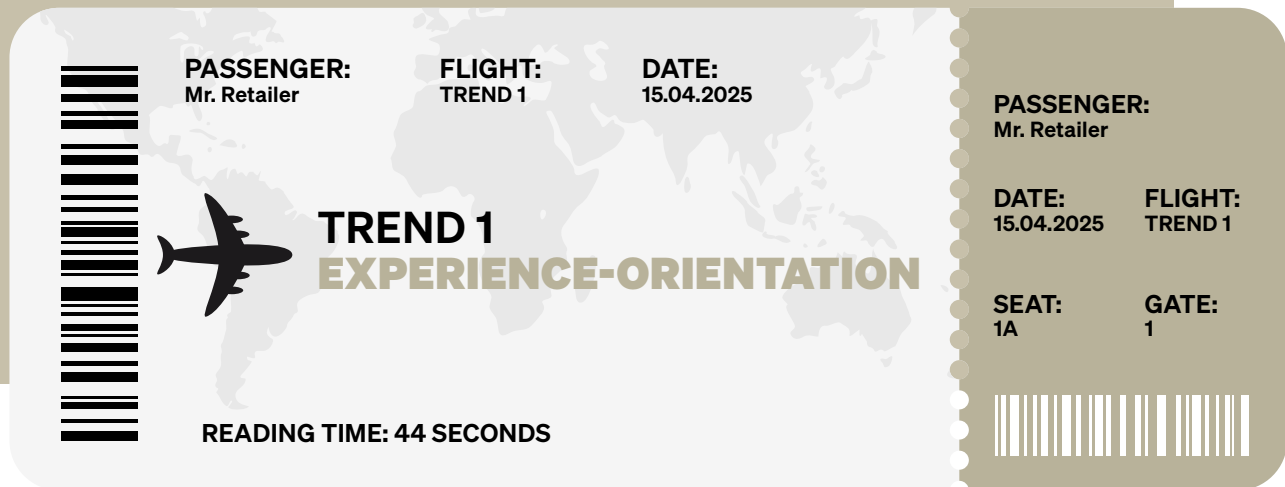 PASSENGER:
Mr. Retailer
FLIGHT:
TREND 1
DATE:
15.04.2025
TREND 1
EXPERIENCE-ORIENTATION
READING TIME: 44 SECONDS
PASSENGER:
Mr. Retailer
DATE:
15.04.2025
FLIGHT:
TREND 1
SEAT:
1A
GATE:
1